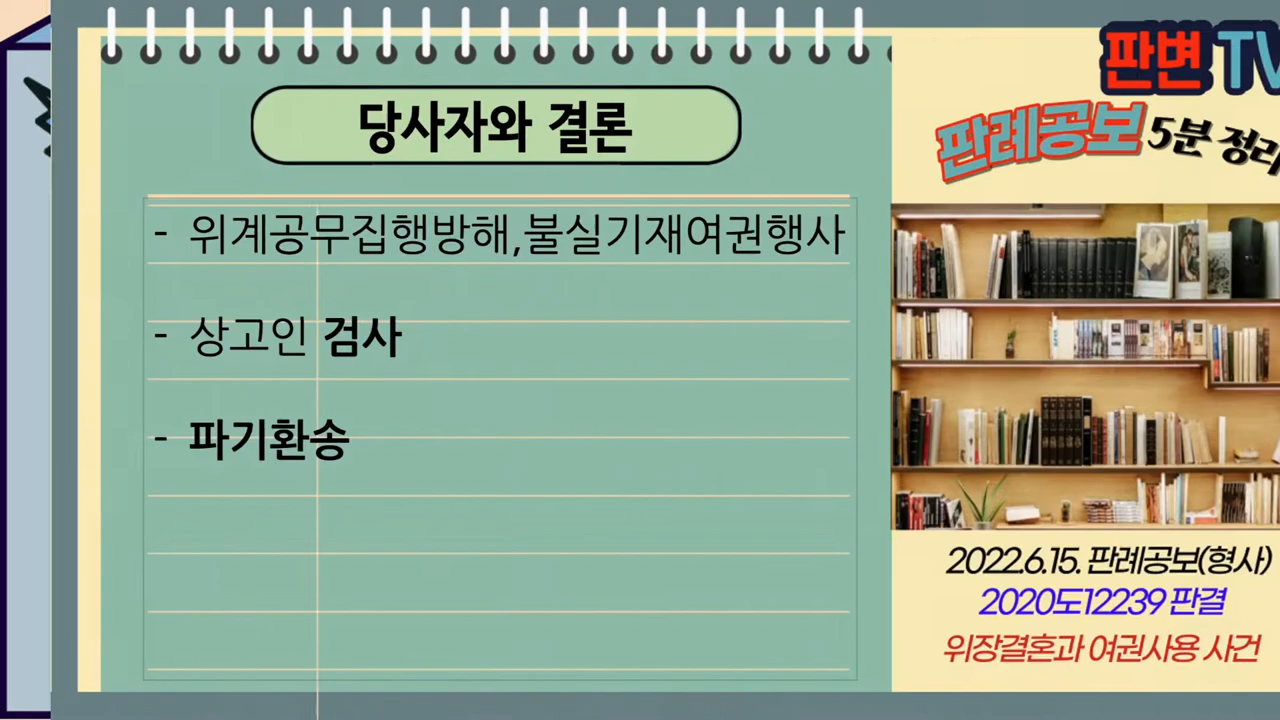 당사자와 결론
- 위계공무집행방해,불실기재여권행사
- 상고인 검사
- 파기환송
판변 TV
판례공보 5분 정리
2022.6.15. 판례공보(형사)
2020도12239 판결
위장결혼과 여권사용 사건